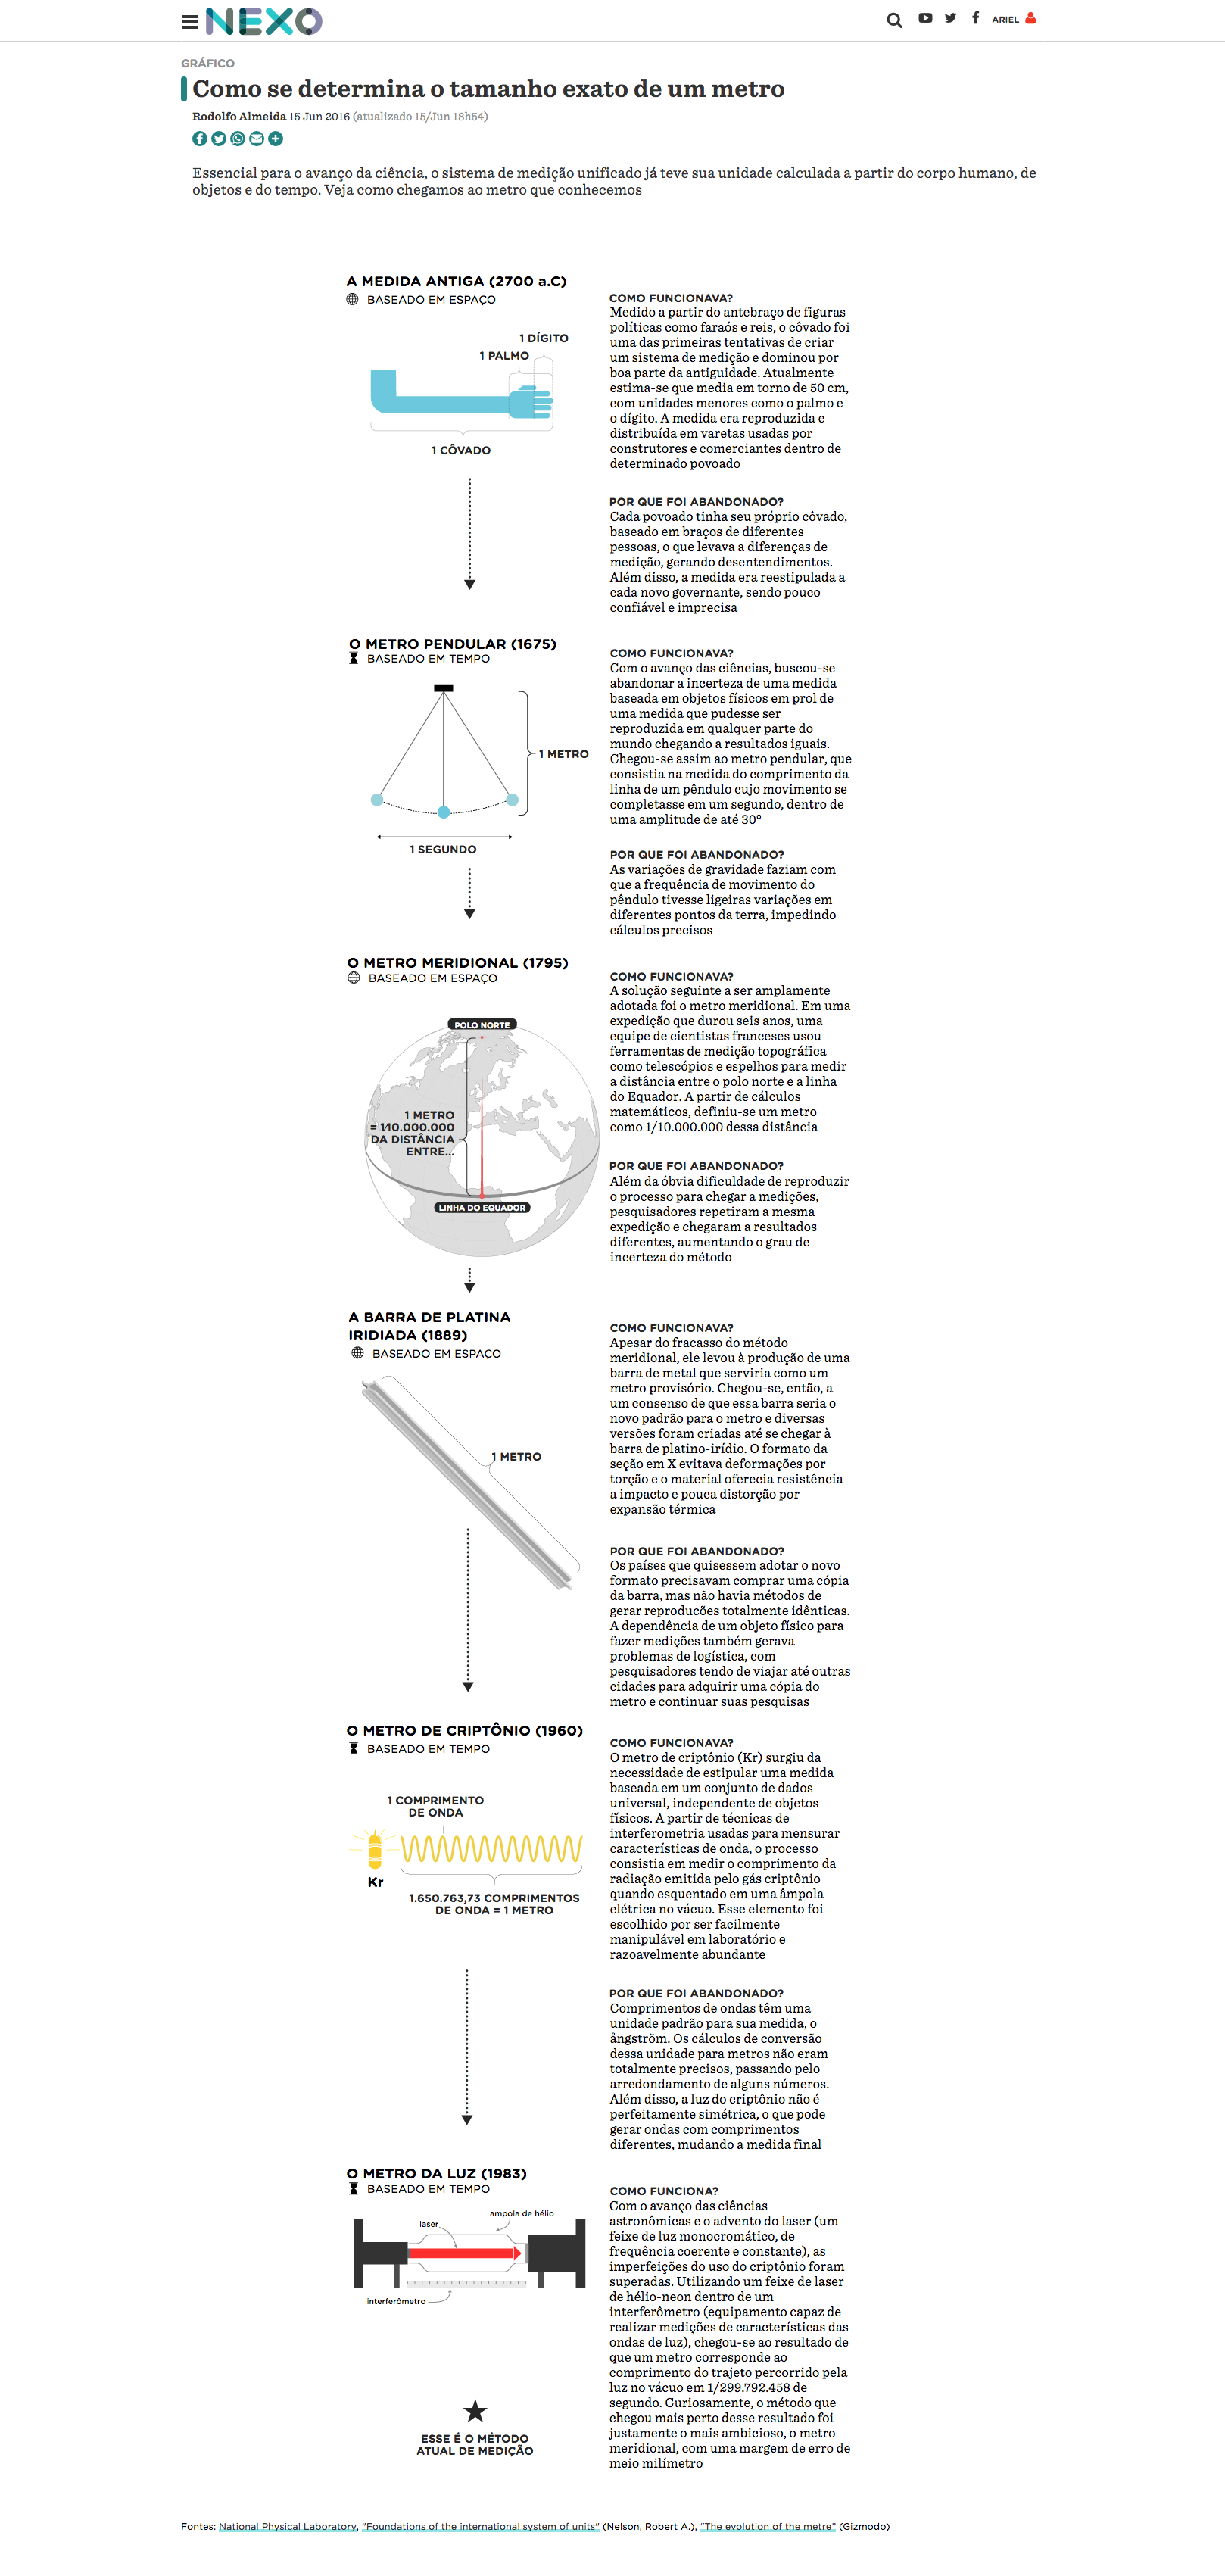 NEXO
ARIEL
GRÁFICO
Como se determina o tamanho exato de um metro
Rodolfo Almeida 15 Jun 2016 (atualizado 15/Jun 18h54)
Essencial para o avanço da ciência, o sistema de medição unificado já teve sua unidade calculada a partir do corpo humano, de
objetos e do tempo. Veja como chegamos ao metro que conhecemos
A MEDIDA ANTIGA (2700 a.C)
BASEADO EM ESPAÇO
1 DÍGITO
1 PALMO
1 CÔVADO
COMO FUNCIONAVA?
Medido a partir do antebraço de figuras
políticas como faraós e reis, o côvado foi
uma das primeiras tentativas de criar
um sistema de medição e dominou por
boa parte da antiguidade. Atualmente
estima-se que media em torno de 50 cm,
com unidades menores como o palmo e
o dígito. A medida era reproduzida e
distribuída em varetas usadas por
construtores e comerciantes dentro de
determinado povoado
POR QUE FOI ABANDONADO?
Cada povoado tinha seu próprio côvado,
baseado em braços de diferentes
pessoas, o que levava a diferenças de
medição, gerando desentendimentos.
Além disso, a medida era reestipulada a
cada novo governante, sendo pouco
confiável e imprecisa
O METRO PENDULAR (1675)
BASEADO EM TEMPO
1 METRO
1 SEGUNDO
COMO FUNCIONAVA?
Com o avanço das ciências, buscou-se
abandonar a incerteza de uma medida
baseada em objetos físicos em prol de
uma medida que pudesse ser
reproduzida em qualquer parte do
mundo chegando a resultados iguais.
Chegou-se assim ao metro pendular, que
consistia na medida do comprimento da
linha de um pêndulo cujo movimento se
completasse em um segundo, dentro de
uma amplitude de até 30º
POR QUE FOI ABANDONADO?
As variações de gravidade faziam com
que a frequência de movimento do
pêndulo tivesse ligeiras variações em
diferentes pontos da terra, impedindo
cálculos precisos
O METRO MERIDIONAL (1795)
BASEADO EM ESPAÇO
POLO NORTE
1 METRO
= 1/10.000.000
DA DISTÂNCIA
ENTRE...
LINHA DO EQUADOR
COMO FUNCIONAVA?
A solução seguinte a ser amplamente
adotada foi o metro meridional. Em uma
expedição que durou seis anos, uma
equipe de cientistas franceses usou
ferramentas de medição topográfica
como telescópios e espelhos para medir
a distância entre o polo norte e a linha
do Equador. A partir de cálculos
matemáticos, definiu-se um metro
como 1/10.000.000 dessa distância
POR QUE FOI ABANDONADO?
Além da óbvia dificuldade de reproduzir
o processo para chegar a medições,
pesquisadores repetiram a mesma
expedição e chegaram a resultados
diferentes, aumentando o grau de
incerteza do método
A BARRA DE PLATINA
IRIDIADA (1889)
BASEADO EM ESPAÇO
1 METRO
COMO FUNCIONAVA?
Apesar do fracasso do método
meridional, ele levou à produção de uma
barra de metal que serviria como um
metro provisório. Chegou-se, então, a
um consenso de que essa barra seria o
novo padrão para o metro e diversas
versões foram criadas até se chegar à
barra de platino-irídio. O formato da
seção em X evitava deformações por
torção e o material oferecia resistência
a impacto e pouca distorção por
expansão térmica
POR QUE FOI ABANDONADO?
Os países que quisessem adotar o novo
formato precisavam comprar uma cópia
da barra, mas não havia métodos de
gerar reproducões totalmente idênticas.
A dependência de um objeto físico para
fazer medições também gerava
problemas de logística, com
pesquisadores tendo de viajar até outras
cidades para adquirir uma cópia do
metro e continuar suas pesquisas
O METRO DE CRIPTÔNIO (1960)
BASEADO EM TEMPO
1 COMPRIMENTO
DE ONDA
Kr
1.650.763,73 COMPRIMENTOS
DE ONDA = 1 METRO
COMO FUNCIONAVA?
O metro de criptônio (Kr) surgiu da
necessidade de estipular uma medida
baseada em um conjunto de dados
universal, independente de objetos
físicos. A partir de técnicas de
interferometria usadas para mensurar
características de onda, o processo
consistia em medir o comprimento da
radiação emitida pelo gás criptônio
quando esquentado em uma âmpola
elétrica no vácuo. Esse elemento foi
escolhido por ser facilmente
manipulável em laboratório e
razoavelmente abundante
POR QUE FOI ABANDONADO?
Comprimentos de ondas têm uma
unidade padrão para sua medida, o
ångström. Os cálculos de conversão
dessa unidade para metros não eram
totalmente precisos, passando pelo
arredondamento de alguns números.
Além disso, a luz do criptônio não é
perfeitamente simétrica, o que pode
gerar ondas com comprimentos
diferentes, mudando a medida final
O METRO DA LUZ (1983)
BASEADO EM TEMPO
ampola de hélio
laser
interferômetro
COMO FUNCIONA?
Com o avanço das ciências
astronômicas e o advento do laser (um
feixe de luz monocromático, de
frequência coerente e constante), as
imperfeições do uso do criptônio foram
superadas. Utilizando um feixe de laser
de hélio-neon dentro de um
interferômetro (equipamento capaz de
realizar medições de características das
ondas de luz), chegou-se ao resultado de
que um metro corresponde ao
comprimento do trajeto percorrido pela
luz no vácuo em 1/299.792.458 de
segundo. Curiosamente, o método que
chegou mais perto desse resultado foi
justamente o mais ambicioso, o metro
meridional, com uma margem de erro de
meio milímetro
ESSE É O MÉTODO
ATUAL DE MEDIÇÃO
Fontes: National Physical Laboratory, "Foundations of the international system of units" (Nelson, Robert A.), "The evolution of the metre" (Gizmodo)